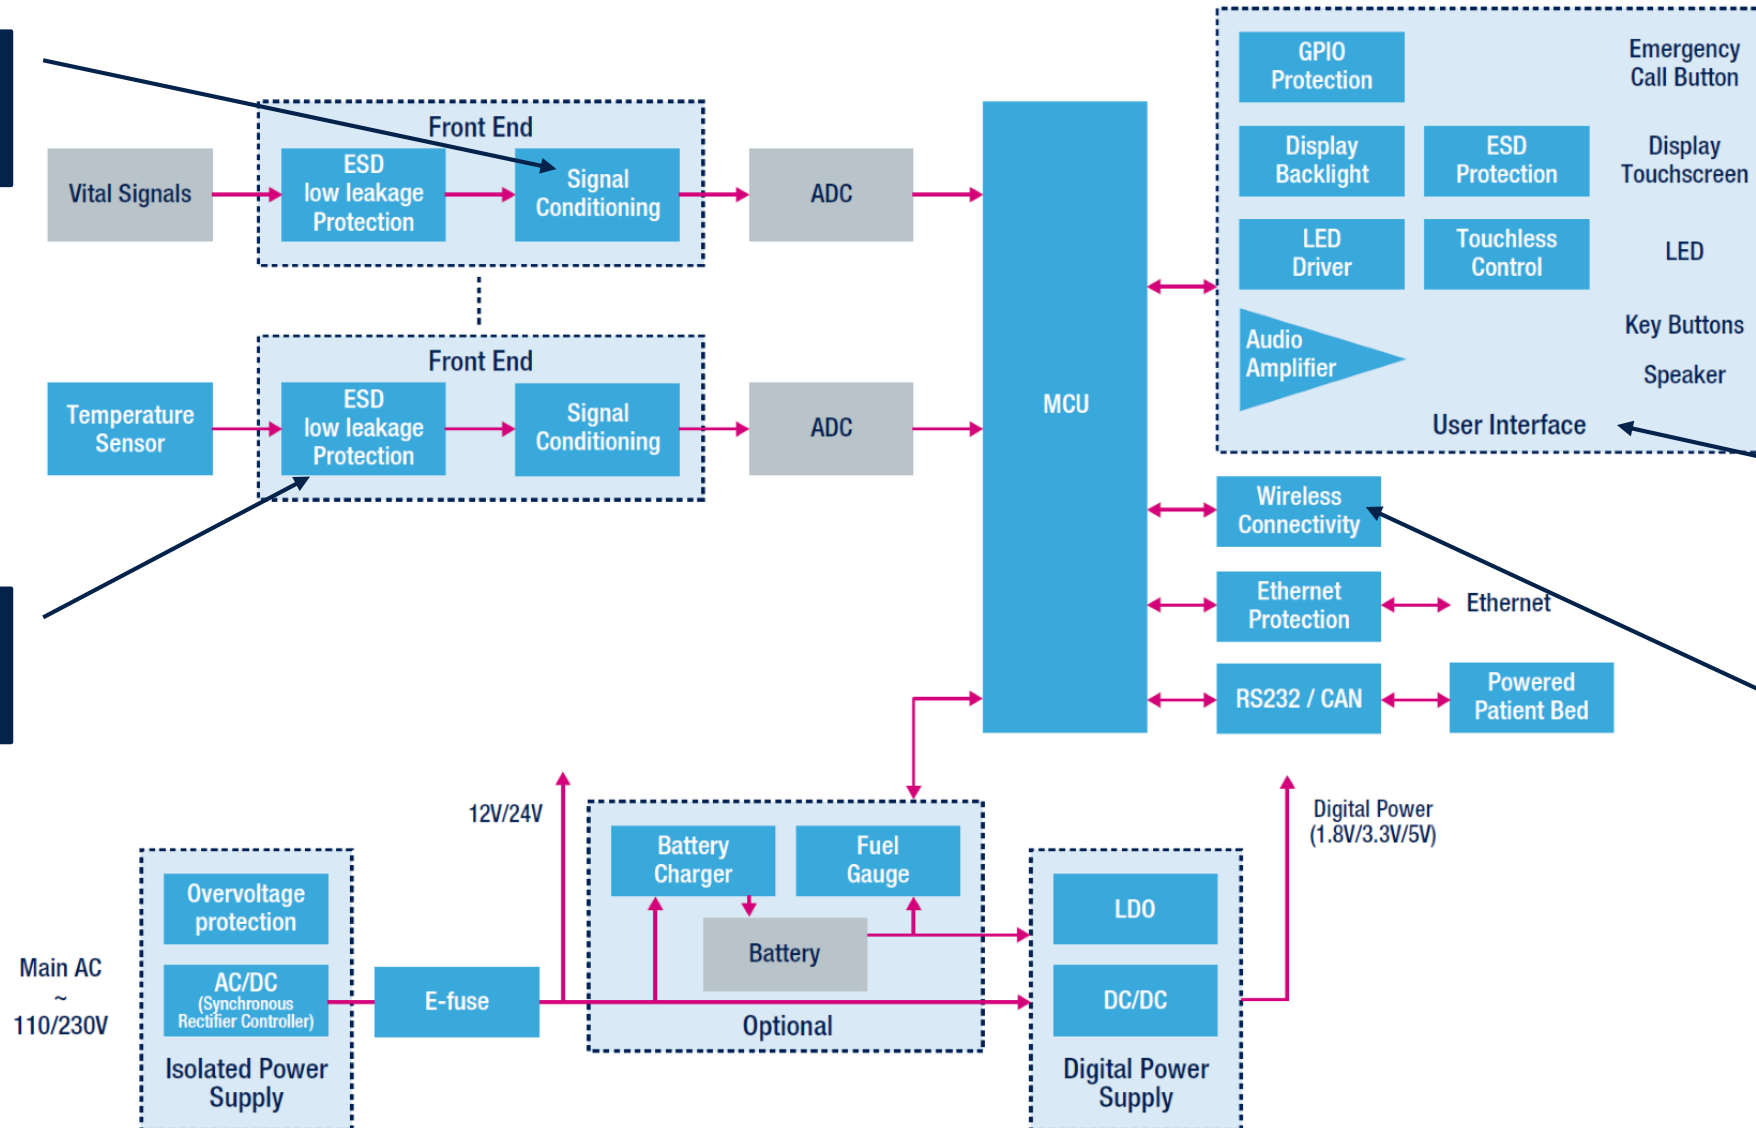 Front End
Vital Signals
ESD
low leakage
Protection
Signal
Conditioning
ADC
Front End
Temperature
Sensor
ESD
low leakage
Protection
Signal
Conditioning
ADC
MCU
GPIO
Protection
Emergency
Call Button
Display
Backlight
ESD
Protection
Display
Touchscreen
LED
Driver
Touchless
Control
LED
Audio
Amplifier
Key Buttons
Speaker
User Interface
Wireless
Connectivity
Ethernet
Protection
Ethernet
RS232 / CAN
Powered
Patient Bed
12V/24V
Digital Power
(1.8V/3.3V/5V)
Main AC
~
110/230V
Overvoltage
protection
AC/DC
(Synchronous
Rectifier Controller)
Isolated Power
Supply
E-fuse
Battery
Charger
Fuel
Gauge
Battery
Optional
LDO
DC/DC
Digital Power
Supply